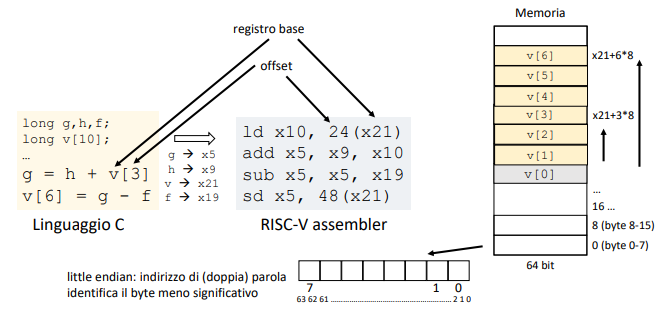 Memoria
registro base
offset
v[6] x21+6*8
v[5]
v[4]
v[3] x21+3*8
v[2]
v[1]
v[0]
...
16 ...
8 (byte 8-15)
0 (byte 0-7)
64 bit
long g,h,f;
long v[10];
…
g = h + v[3]
v[6] = g - f
Linguaggio C
g → x5
h → x9
v → x21
f → x19
ld x10, 24(x21)
add x5, x9, x10
sub x5, x5, x19
sd x5, 48(x21)
RISC-V assembler
little endian: indirizzo di (doppia) parola
identifica il byte meno significativo
7 1 0
63 62 61 ........................................................ 2 1 0